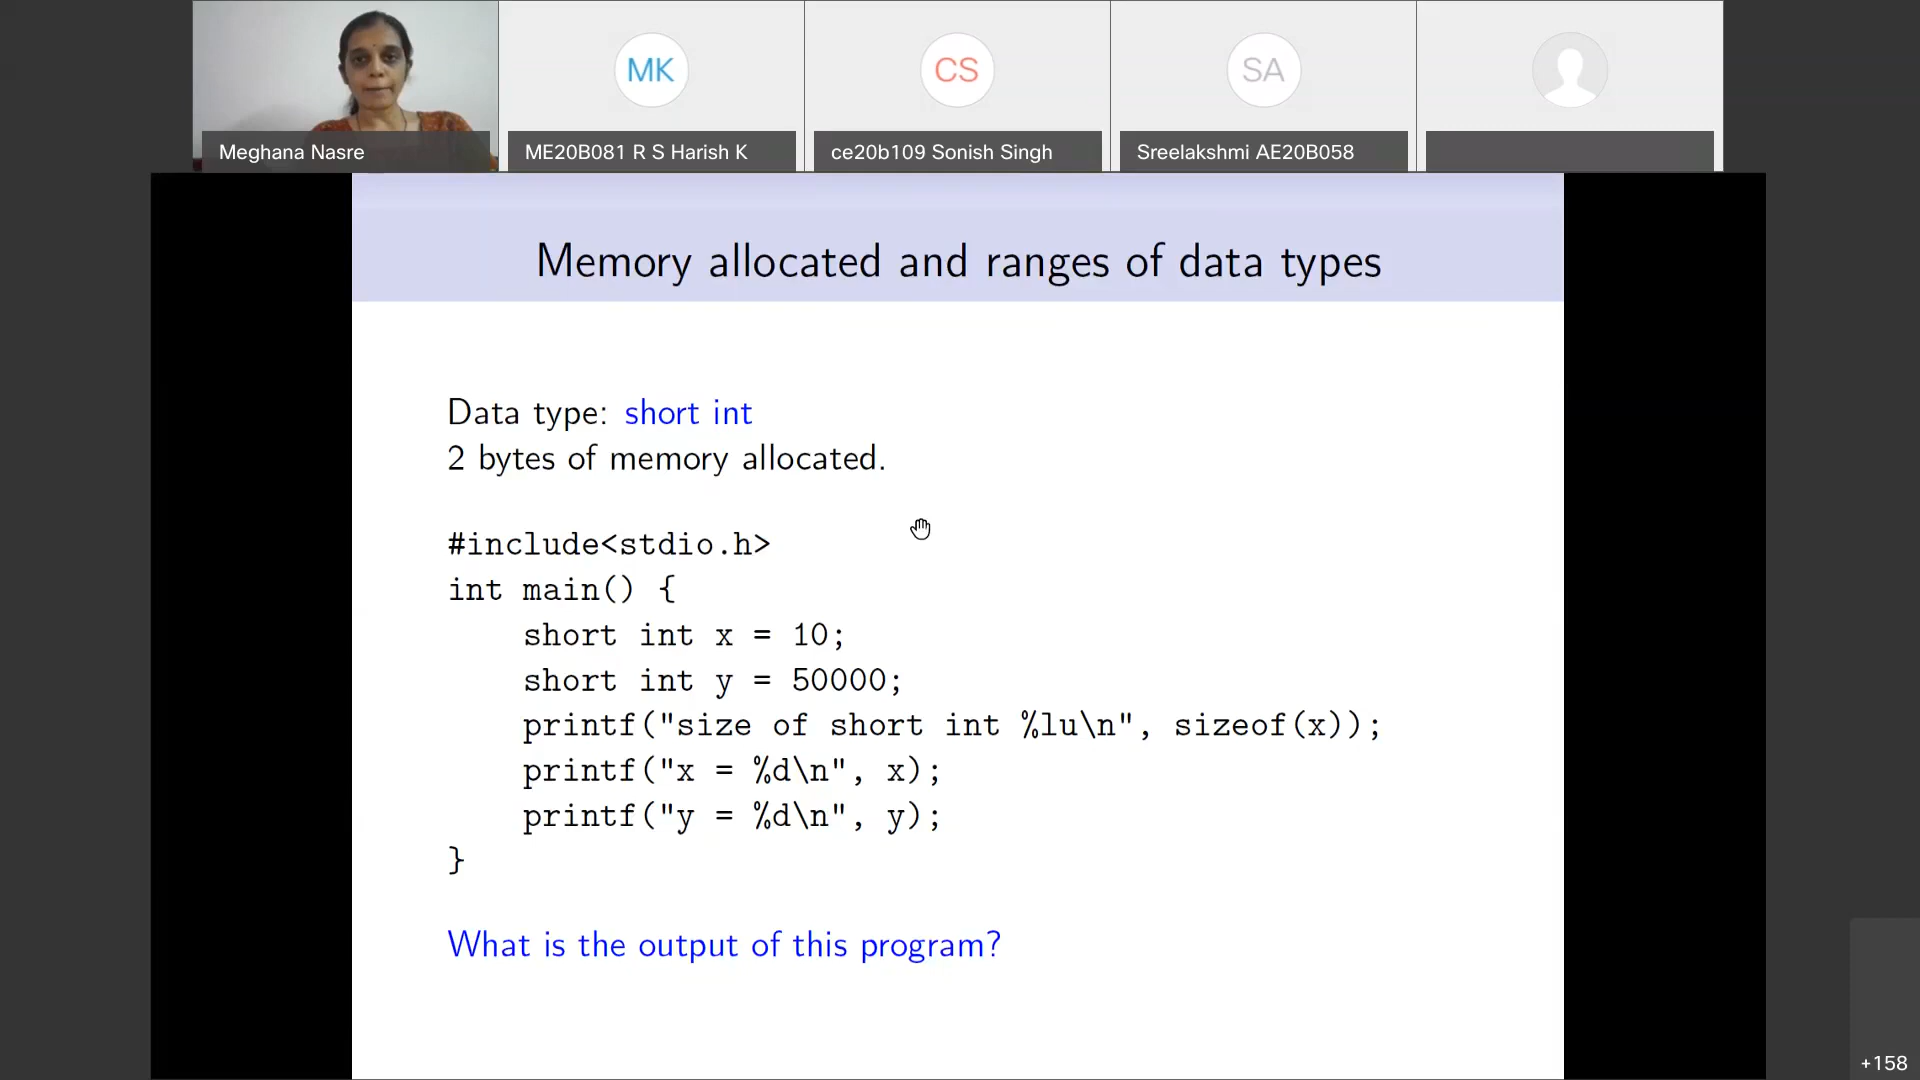 MK
CS
SA
Meghana Nasre
ME20B081 R S Harish K
ce20b109 Sonish Singh
Sreelakshmi AE20B058
Memory allocated and ranges of data types
Data type: short int
2 bytes of memory allocated.
#include<stdio.h>
int main() {
    short int x = 10;
    short int y = 50000;
    printf("size of short int %lu\n", sizeof(x));
    printf("x = %d\n", x);
    printf("y = %d\n", y);
}
What is the output of this program?
+158